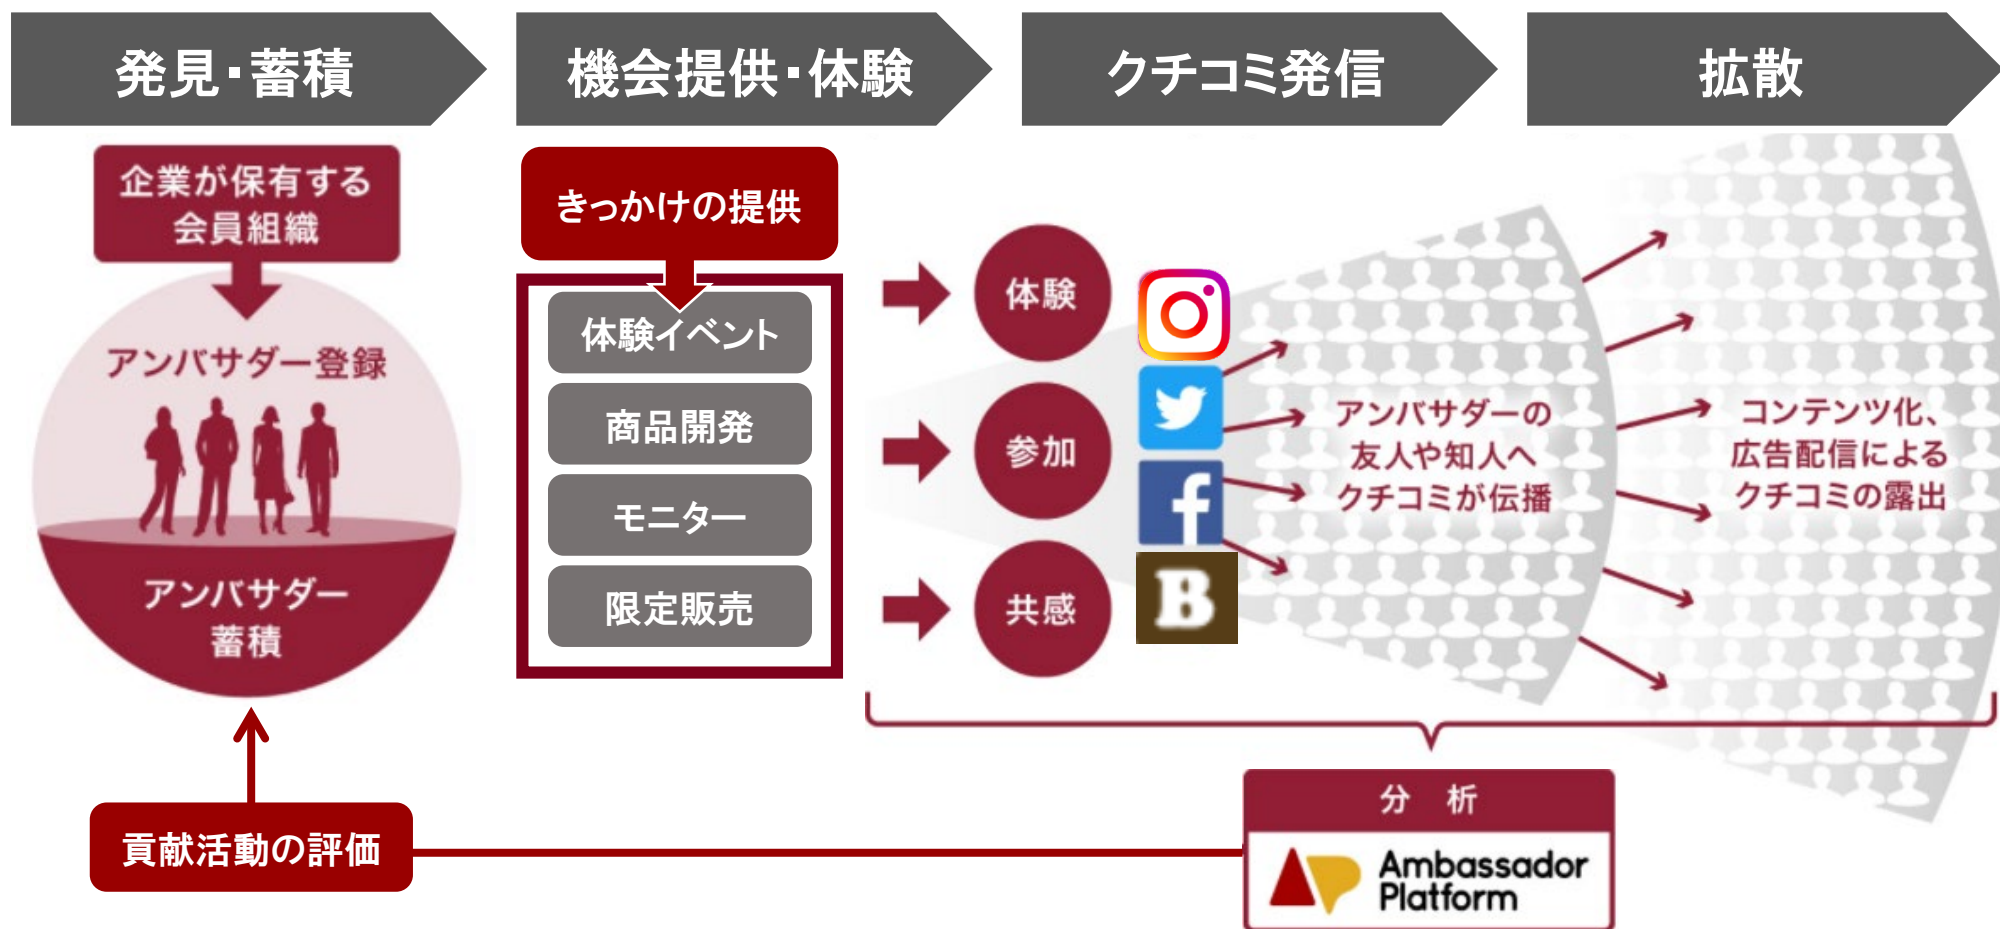 発見・蓄積
機会提供・体験
クチコミ発信
拡散
企業が保有する
会員組織
アンバサダー登録
アンバサダー
蓄積
きっかけの提供
体験イベント
商品開発
モニター
限定販売
体験
参加
共感
f
B
アンバサダーの
友人や知人へ
クチコミが伝播
コンテンツ化、
広告配信による
クチコミの露出
貢献活動の評価
分 析
Ambassador
Platform